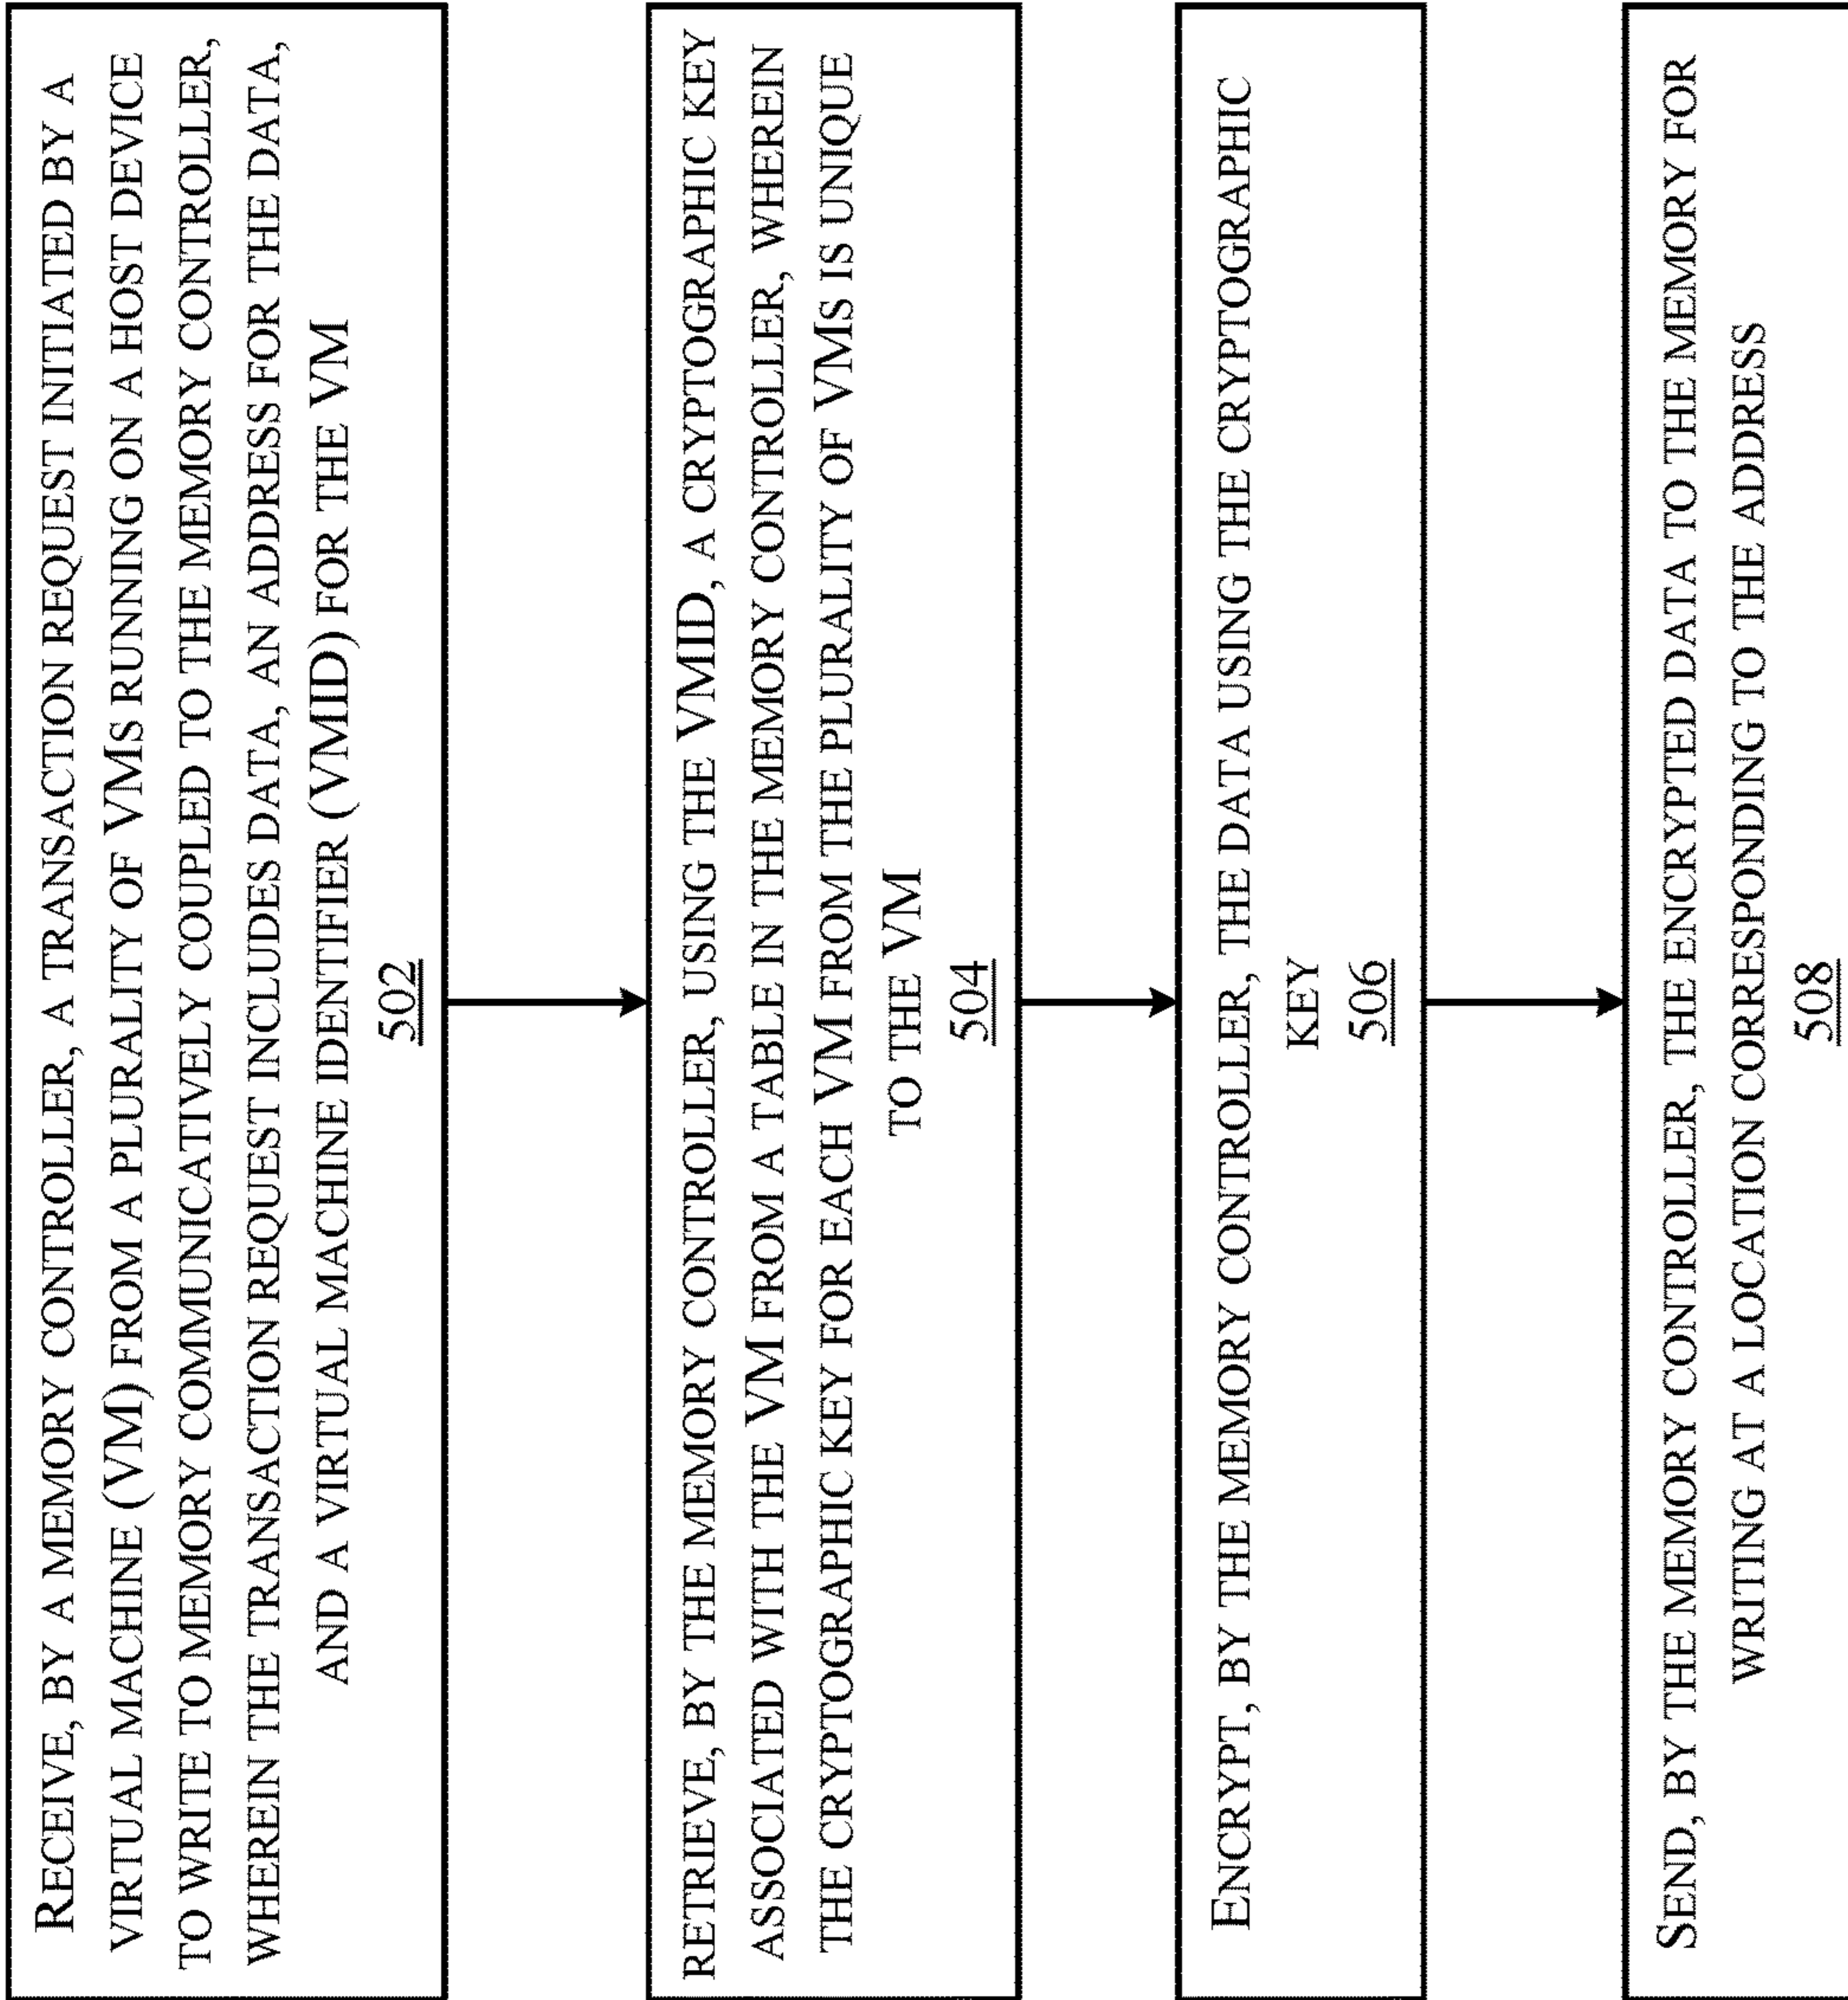 RECEIVE, BY A MEMORY CONTROLLER, A TRANSACTION REQUEST INITIATED BY A
VIRTUAL MACHINE (VM) FROM A PLURALITY OF VMS RUNNING ON A HOST DEVICE
TO WRITE TO MEMORY COMMUNICATIVELY COUPLED TO THE MEMORY CONTROLLER,
WHEREIN THE TRANSACTION REQUEST INCLUDES DATA, AN ADDRESS FOR THE DATA,
AND A VIRTUAL MACHINE IDENTIFIER (VMID) FOR THE VM
502
RETRIEVE, BY THE MEMORY CONTROLLER, USING THE VMID, A CRYPTOGRAPHIC KEY
ASSOCIATED WITH THE VM FROM A TABLE IN THE MEMORY CONTROLLER, WHEREIN
THE CRYPTOGRAPHIC KEY FOR EACH VM FROM THE PLURALITY OF VMS IS UNIQUE
TO THE VM
504
ENCRYPT, BY THE MEMORY CONTROLLER, THE DATA USING THE CRYPTOGRAPHIC
KEY
506
SEND, BY THE MEMORY CONTROLLER, THE ENCRYPTED DATA TO THE MEMORY FOR
WRITING AT A LOCATION CORRESPONDING TO THE ADDRESS
508